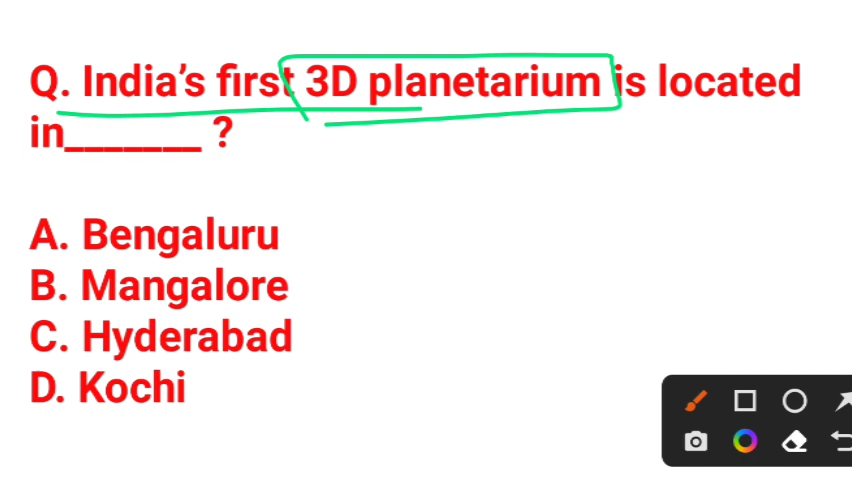 Q. India’s first 3D planetarium is located
in_______ ?
A. Bengaluru
B. Mangalore
C. Hyderabad
D. Kochi